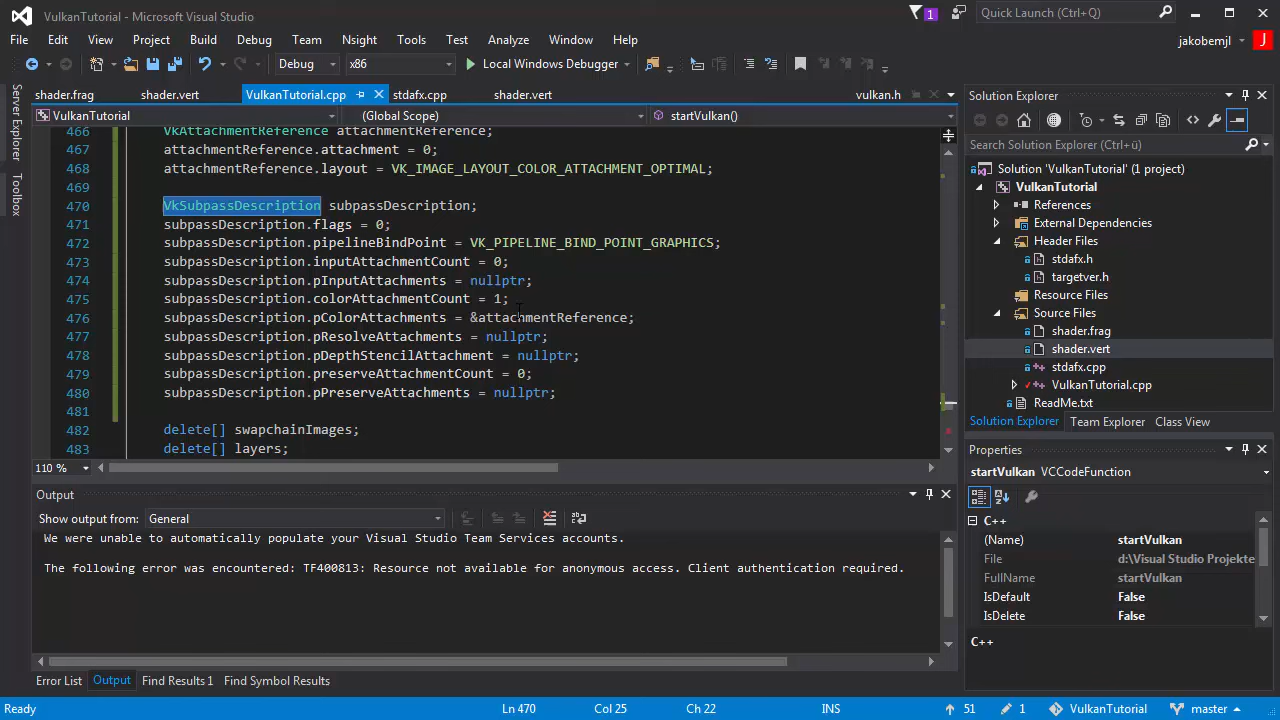 VulkanTutorial - Microsoft Visual Studio
1
Quick Launch (Ctrl+Q)
File Edit View Project Build Debug Team Insight Tools Test Analyze Window Help
jakobemjl J
Debug x86 Local Windows Debugger
Server Explorer
Toolbox
shader.frag shader.vert VulkanTutorial.cpp stdafx.cpp shader.vert vulkan.h
VulkanTutorial (Global Scope) startVulkan()
466 VkAttachmentReference attachmentReference;
467 attachmentReference.attachment = 0;
468 attachmentReference.layout = VK_IMAGE_LAYOUT_COLOR_ATTACHMENT_OPTIMAL;
469
470 VkSubpassDescription subpassDescription;
471 subpassDescription.flags = 0;
472 subpassDescription.pipelineBindPoint = VK_PIPELINE_BIND_POINT_GRAPHICS;
473 subpassDescription.inputAttachmentCount = 0;
474 subpassDescription.pInputAttachments = nullptr;
475 subpassDescription.colorAttachmentCount = 1;
476 subpassDescription.pColorAttachments = &attachmentReference;
477 subpassDescription.pResolveAttachments = nullptr;
478 subpassDescription.pDepthStencilAttachment = nullptr;
479 subpassDescription.preserveAttachmentCount = 0;
480 subpassDescription.pPreserveAttachments = nullptr;
481
482 delete[] swapchainImages;
483 delete[] layers;
110 %
Output
Show output from: General
We were unable to automatically populate your Visual Studio Team Services accounts.
The following error was encountered: TF400813: Resource not available for anonymous access. Client authentication required.
Error List Output Find Results 1 Find Symbol Results
Solution Explorer
Search Solution Explorer (Ctrl+ü)
Solution 'VulkanTutorial' (1 project)
VulkanTutorial
References
External Dependencies
Header Files
stdafx.h
targetver.h
Resource Files
Source Files
shader.frag
shader.vert
stdafx.cpp
VulkanTutorial.cpp
ReadMe.txt
Solution Explorer Team Explorer Class View
Properties
startVulkan VCCodeFunction
C++
(Name) startVulkan
File d:\Visual Studio Projekte
FullName startVulkan
IsDefault False
IsDelete False
C++
Ready Ln 470 Col 25 Ch 22 INS 51 1 VulkanTutorial master